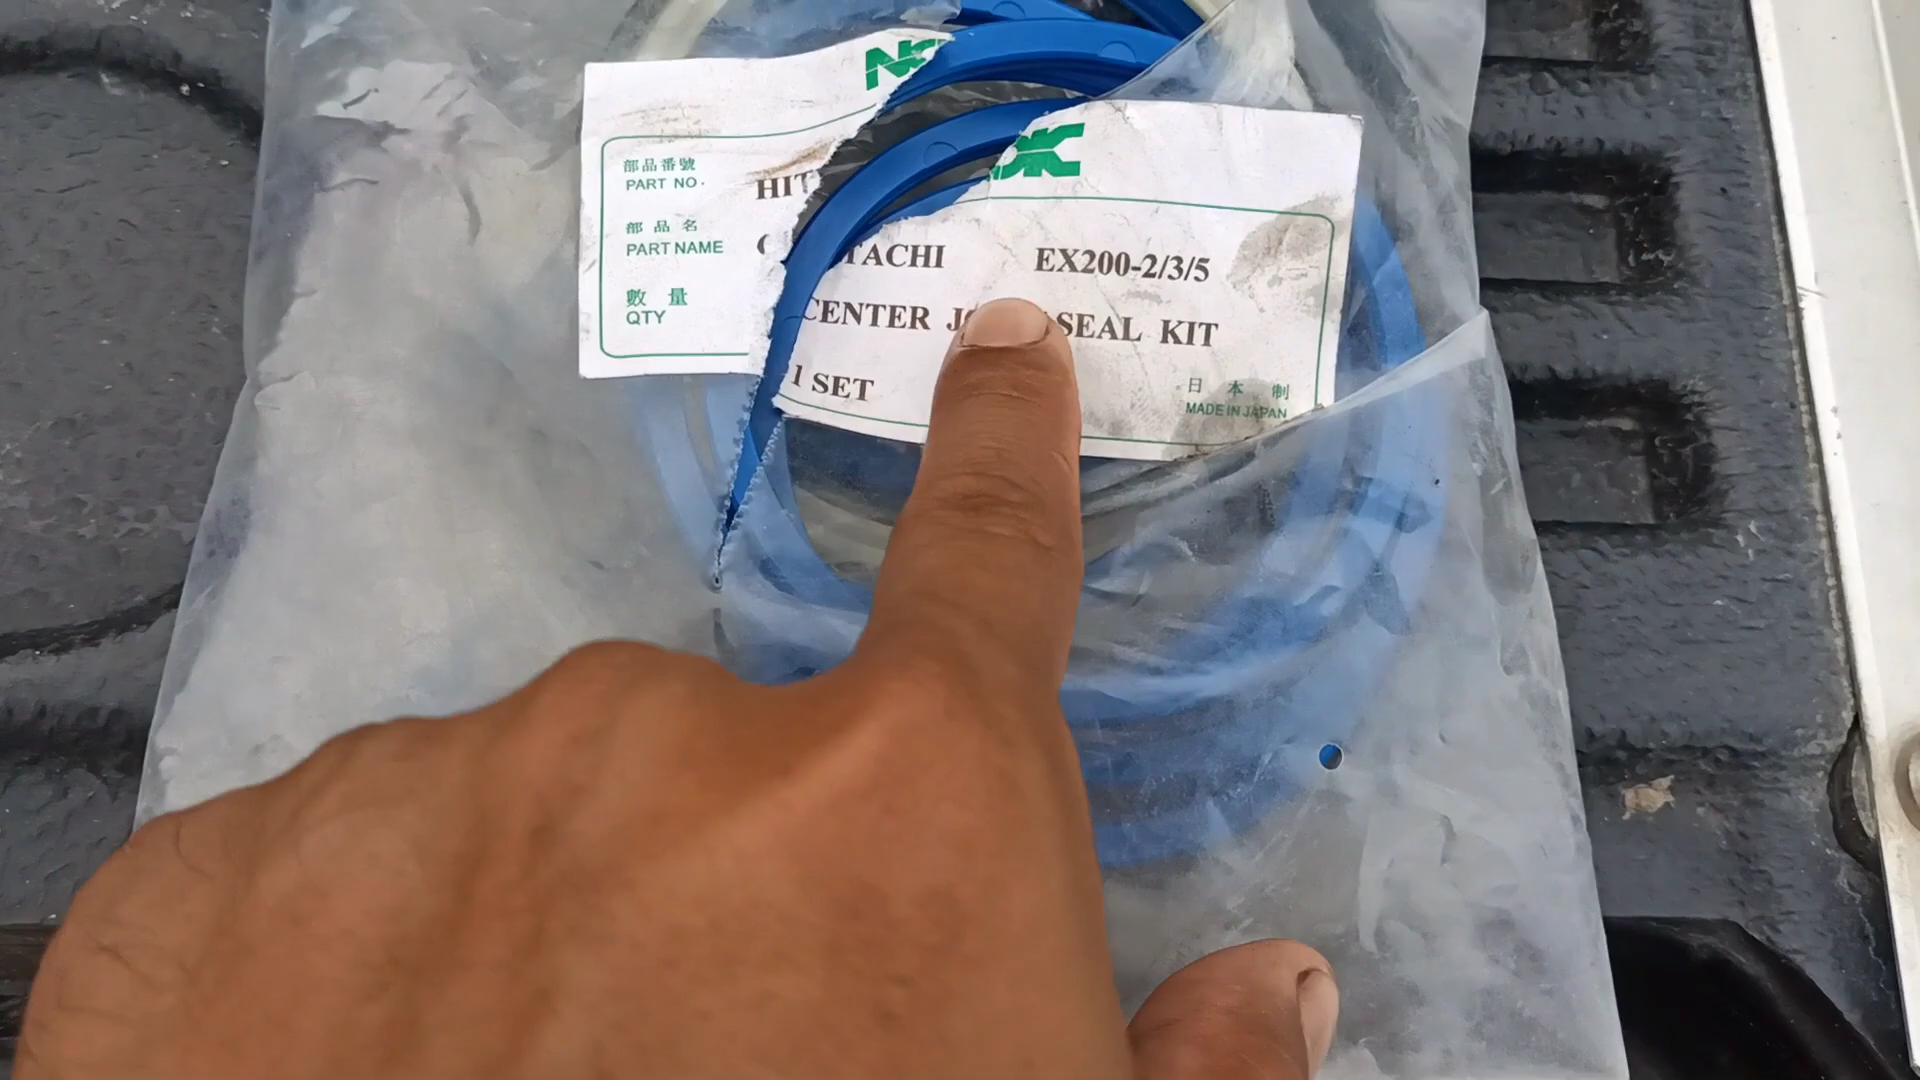 部品番號
PART NO.
HIT
TACHI EX200-2/3/5
部品名
PART NAME
CENTER SEAL KIT
數量
QTY
1 SET
日本制
MADE IN JAPAN